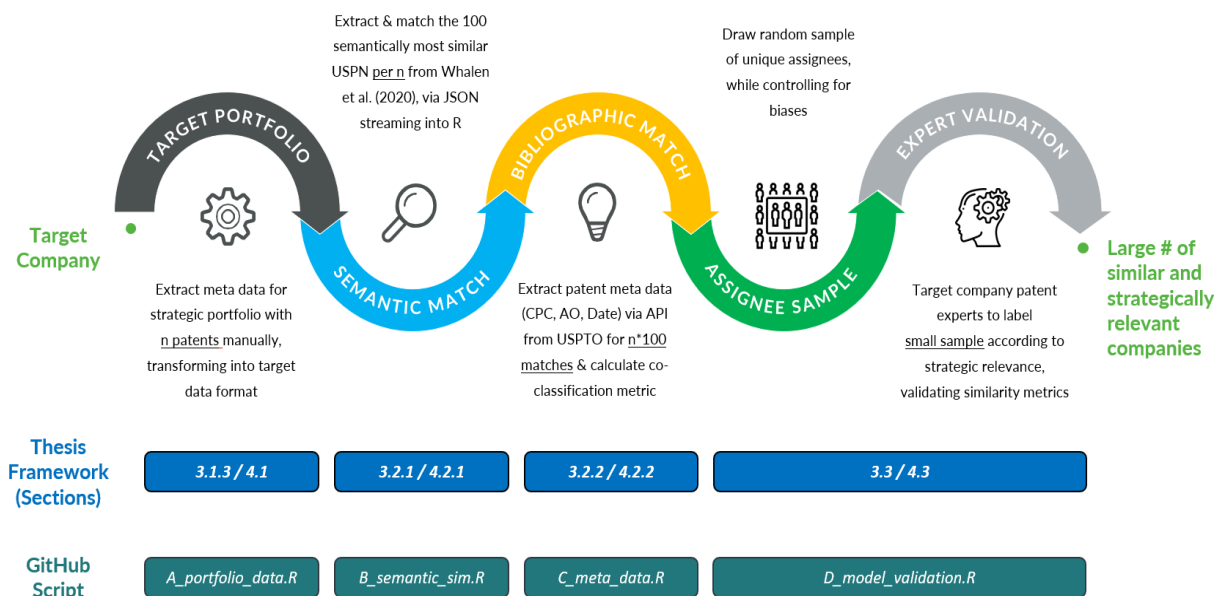 Extract & match the 100
semantically most similar
USPN per n from Whalen
et al. (2020), via JSON
streaming into R
Draw random sample
of unique assignees,
while controlling for
biases
TARGET PORTFOLIO
SEMANTIC MATCH
BIBLIOGRAPHIC MATCH
ASSIGNEE SAMPLE
EXPERT VALIDATION
Target
Company
Extract meta data for
strategic portfolio with
n patents manually,
transforming into target
data format
Extract patent meta data
(CPC, AO, Date) via API
from USPTO for n*100
matches & calculate co-
classification metric
Target company patent
experts to label
small sample according to
strategic relevance,
validating similarity metrics
Large # of
similar and
strategically
relevant
companies
Thesis
Framework
(Sections)
3.1.3 / 4.1
3.2.1 / 4.2.1
3.2.2 / 4.2.2
3.3 / 4.3
GitHub
Script
A_portfolio_data.R
B_semantic_sim.R
C_meta_data.R
D_model_validation.R